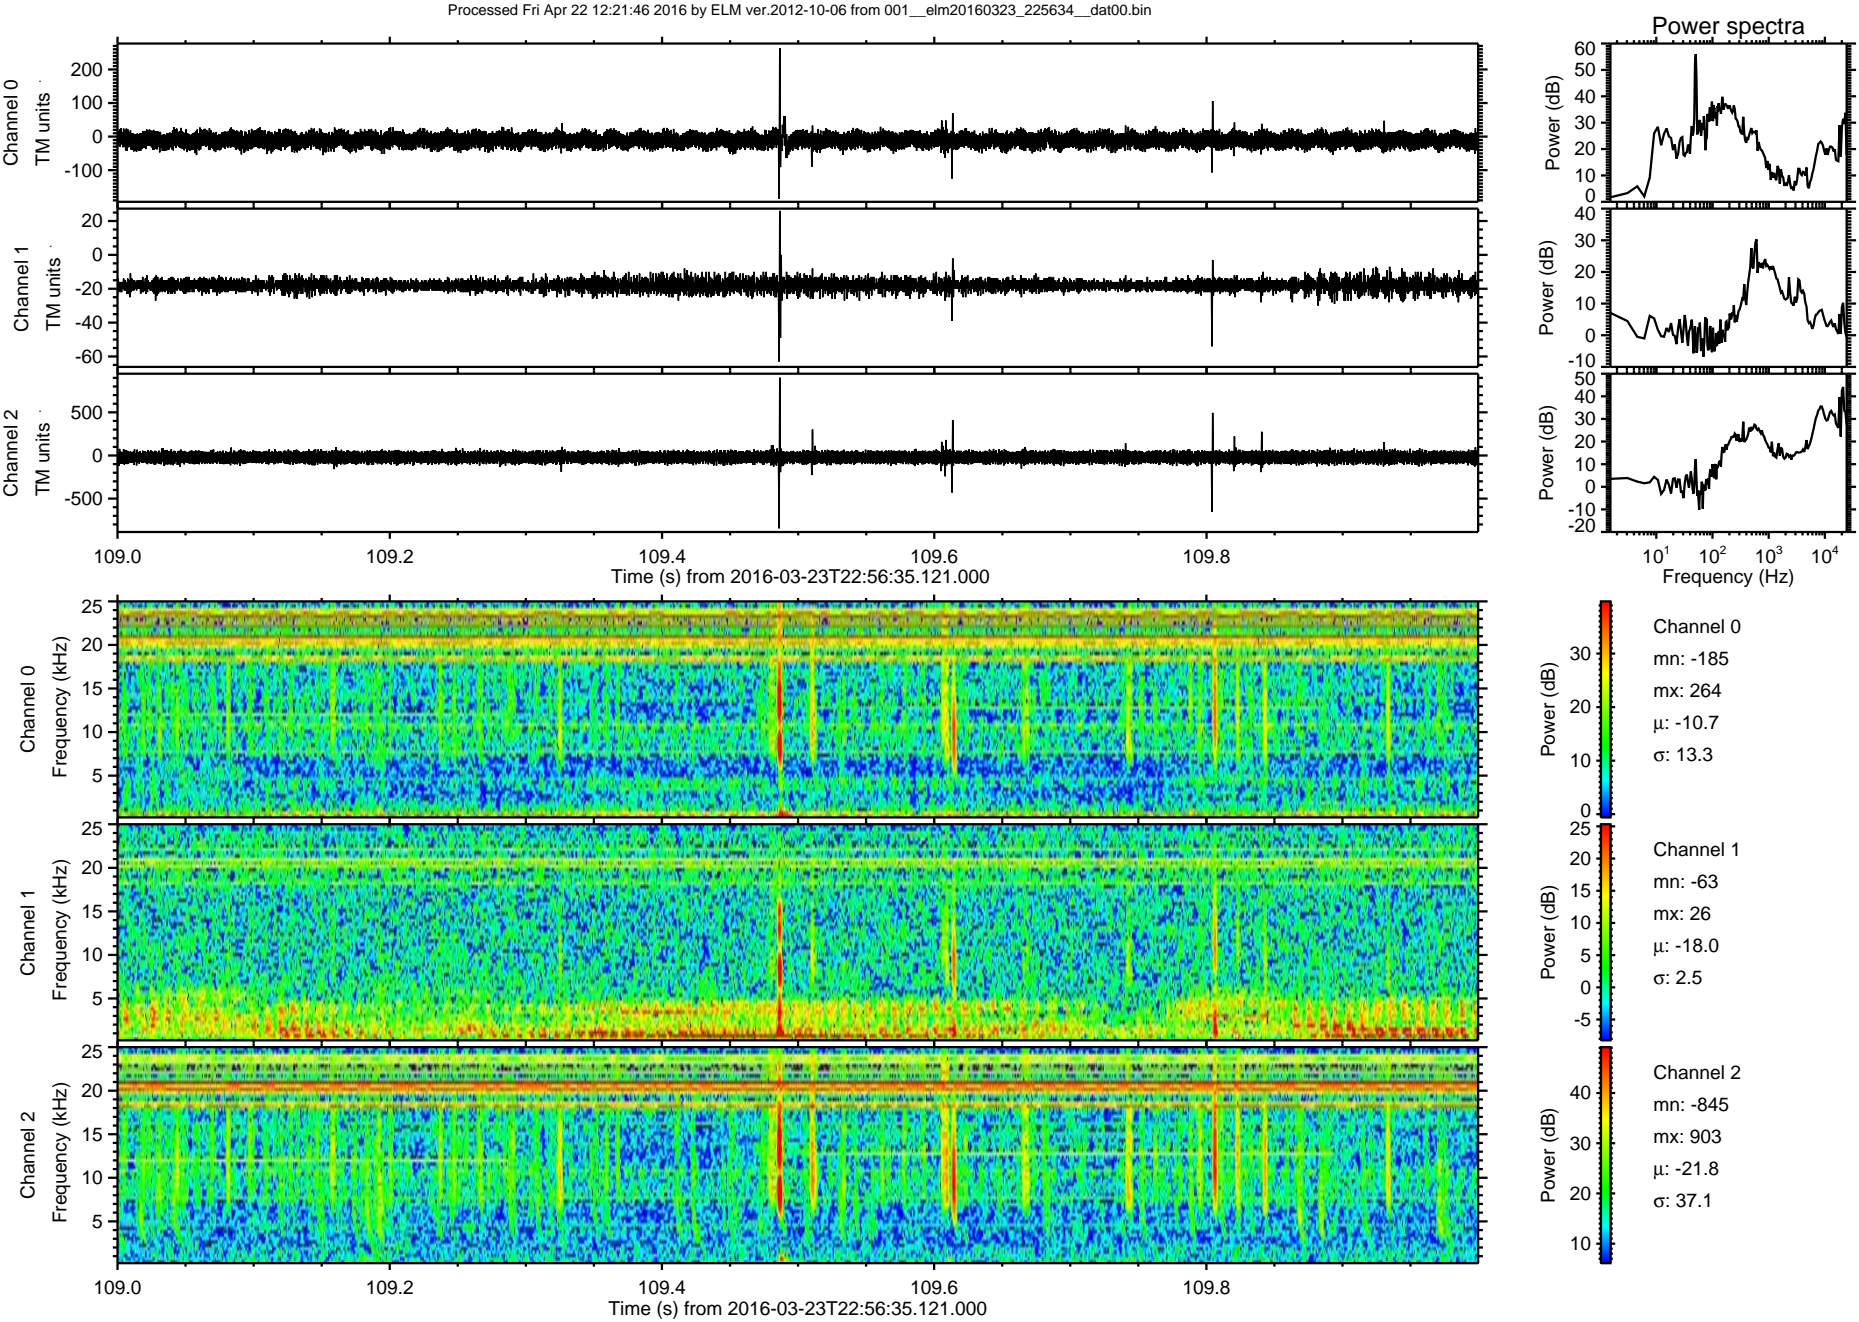 Processed Fri Apr 22 12:21:46 2016 by ELM ver.2012-10-06 from 001__elm20160323_225634__dat00.bin
Power spectra
Channel 0
TM units
200
100
0
-100
Power (dB)
60
50
40
30
20
10
0
Channel 1
TM units
20
0
-20
-40
-60
Power (dB)
40
30
20
10
0
-10
Channel 2
TM units
500
0
-500
Power (dB)
50
40
30
20
10
0
-10
-20
109.0 109.2 109.4 109.6 109.8
Time (s) from 2016-03-23T22:56:35.121.000
10¹ 10² 10³ 10⁴
Frequency (Hz)
Channel 0
Frequency (kHz)
25
20
15
10
5
Power (dB)
30
20
10
0
Channel 0
mn: -185
mx: 264
μ: -10.7
σ: 13.3
Channel 1
Frequency (kHz)
25
20
15
10
5
Power (dB)
25
20
15
10
5
0
-5
Channel 1
mn: -63
mx: 26
μ: -18.0
σ: 2.5
Channel 2
Frequency (kHz)
25
20
15
10
5
Power (dB)
40
30
20
10
Channel 2
mn: -845
mx: 903
μ: -21.8
σ: 37.1
109.0 109.2 109.4 109.6 109.8
Time (s) from 2016-03-23T22:56:35.121.000